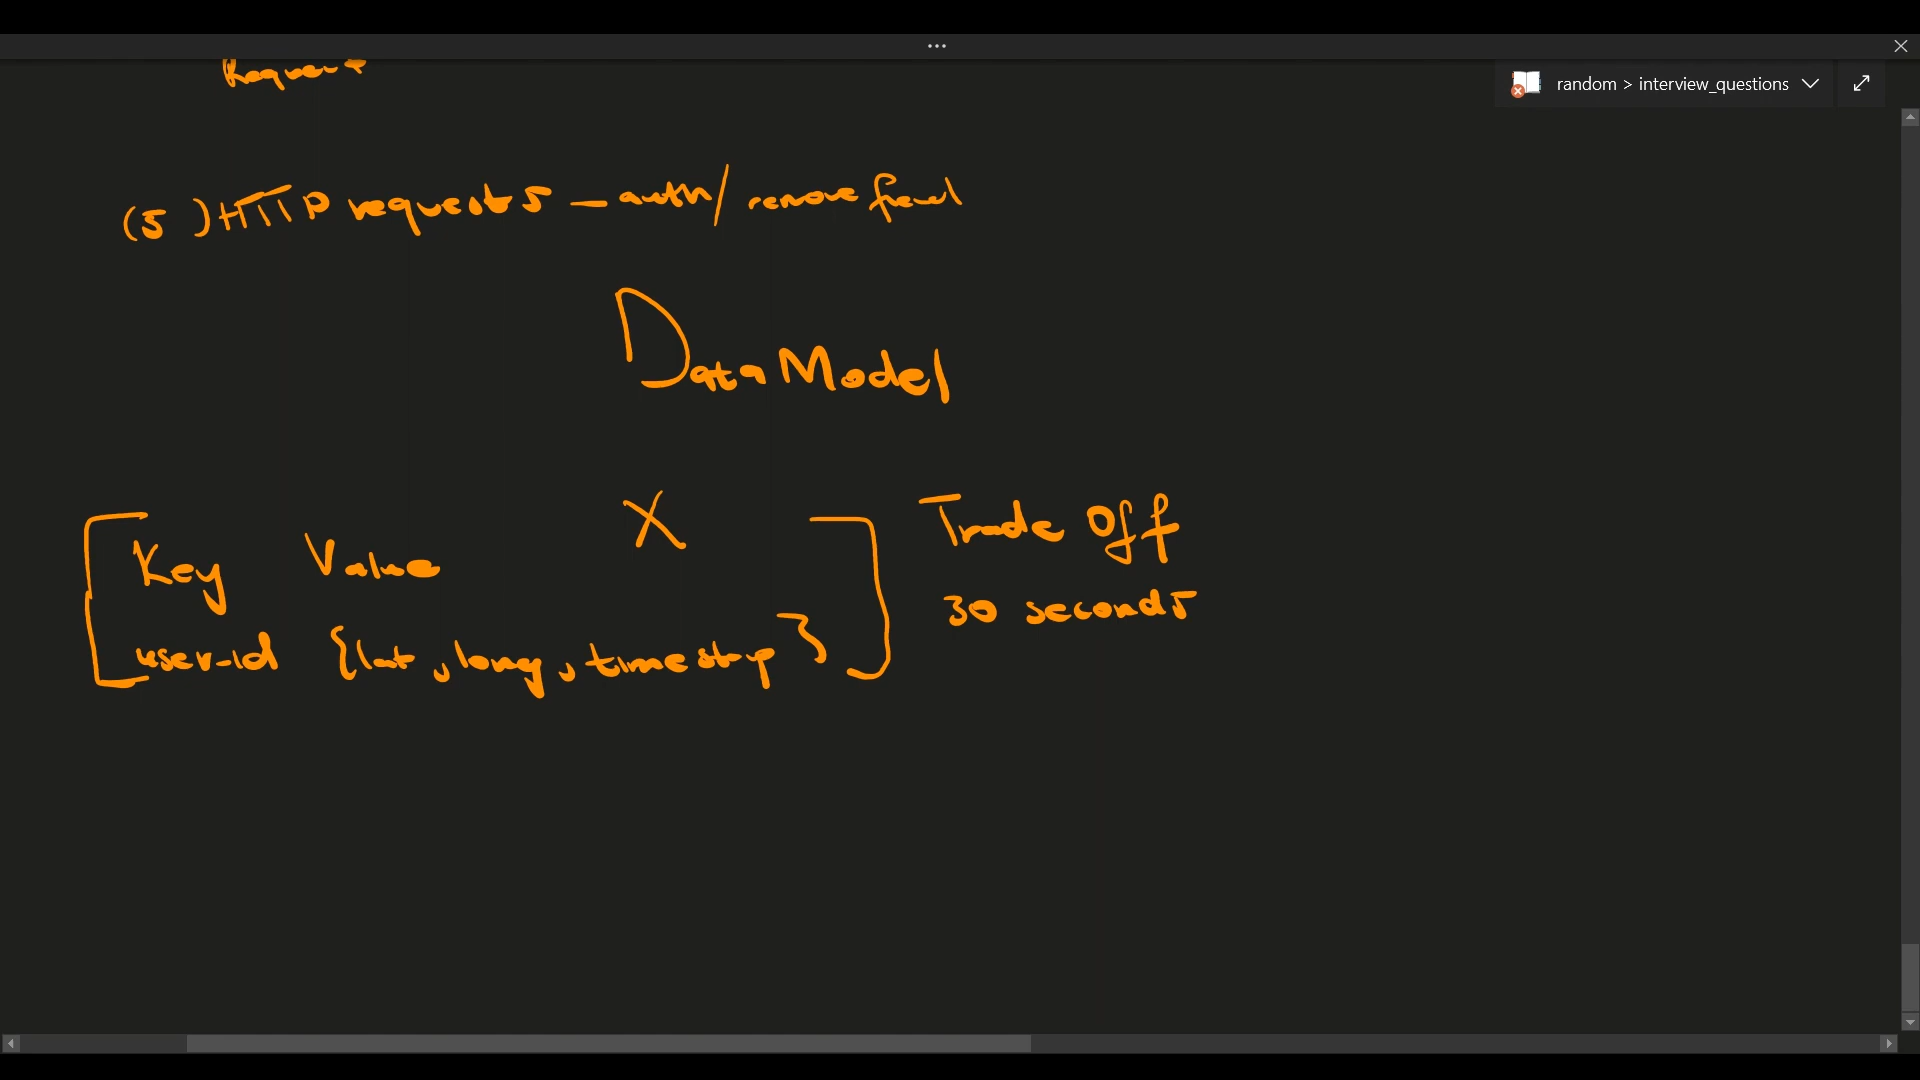 Request
random > interview_questions
(5) HTTP requests - auth/ remove friend
Data Model
X
Trade Off
Key Value
30 seconds
user-id {lat, long, timestamp}